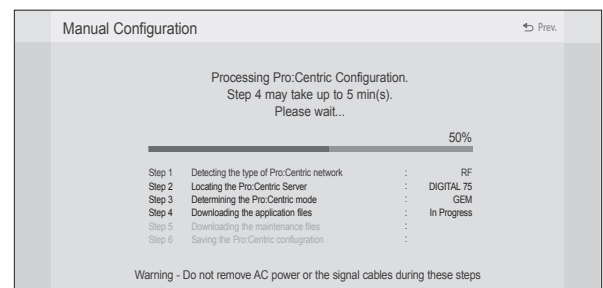 Manual Configuration
Prev.
Processing Pro:Centric Configuration.
Step 4 may take up to 5 min(s).
Please wait...
50%
Step 1 Detecting the type of Pro:Centric network : RF
Step 2 Locating the Pro:Centric Server : DIGITAL 75
Step 3 Determining the Pro:Centric mode : GEM
Step 4 Downloading the application files : In Progress
Step 5 Downloading the maintenance files :
Step 6 Saving the Pro:Centric confiugration :
Warning - Do not remove AC power or the signal cables during these steps